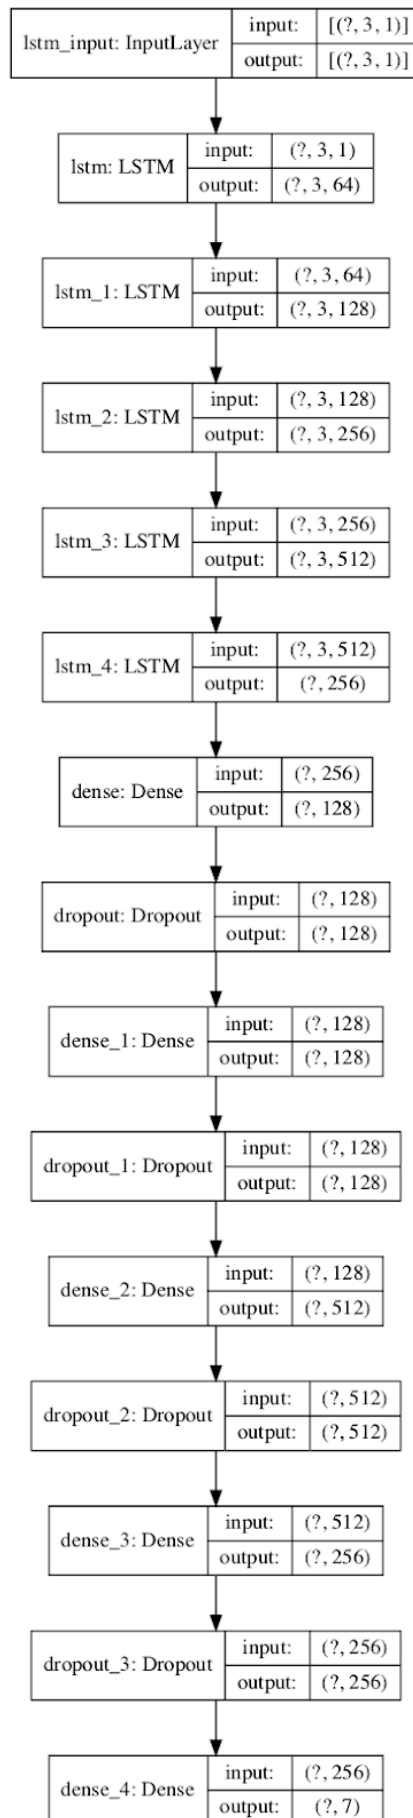 lstm_input: InputLayer input: [(?, 3, 1)]
output: [(?, 3, 1)]
lstm: LSTM input: (?, 3, 1)
output: (?, 3, 64)
lstm_1: LSTM input: (?, 3, 64)
output: (?, 3, 128)
lstm_2: LSTM input: (?, 3, 128)
output: (?, 3, 256)
lstm_3: LSTM input: (?, 3, 256)
output: (?, 3, 512)
lstm_4: LSTM input: (?, 3, 512)
output: (?, 256)
dense: Dense input: (?, 256)
output: (?, 128)
dropout: Dropout input: (?, 128)
output: (?, 128)
dense_1: Dense input: (?, 128)
output: (?, 128)
dropout_1: Dropout input: (?, 128)
output: (?, 128)
dense_2: Dense input: (?, 128)
output: (?, 512)
dropout_2: Dropout input: (?, 512)
output: (?, 512)
dense_3: Dense input: (?, 512)
output: (?, 256)
dropout_3: Dropout input: (?, 256)
output: (?, 256)
dense_4: Dense input: (?, 256)
output: (?, 7)